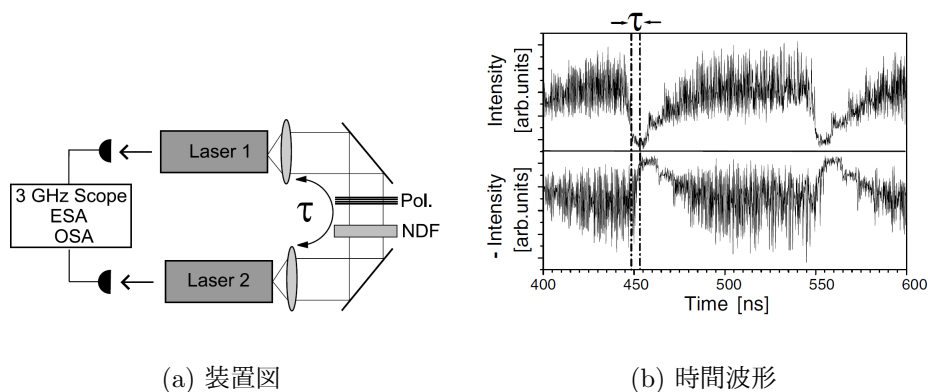 Laser 1
Pol.
τ
NDF
3 GHz Scope
ESA
OSA
Laser 2
(a) 装置図
τ
Intensity
[arb.units]
- Intensity
[arb.units]
400 450 500 550 600
Time [ns]
(b) 時間波形